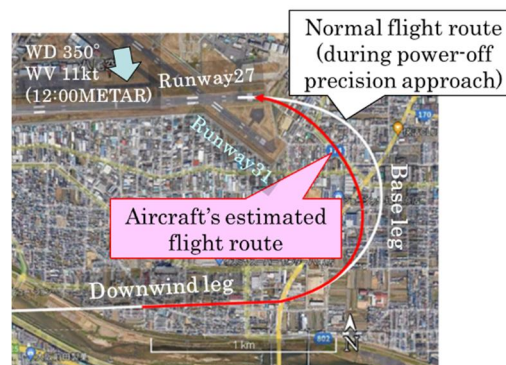 WD 350°
WV 11kt
(12:00METAR)
Runway27
Normal flight route
(during power-off
precision approach)
170
Runway31
Aircraft's estimated
flight route
Base leg
Downwind leg
1 km
802
N